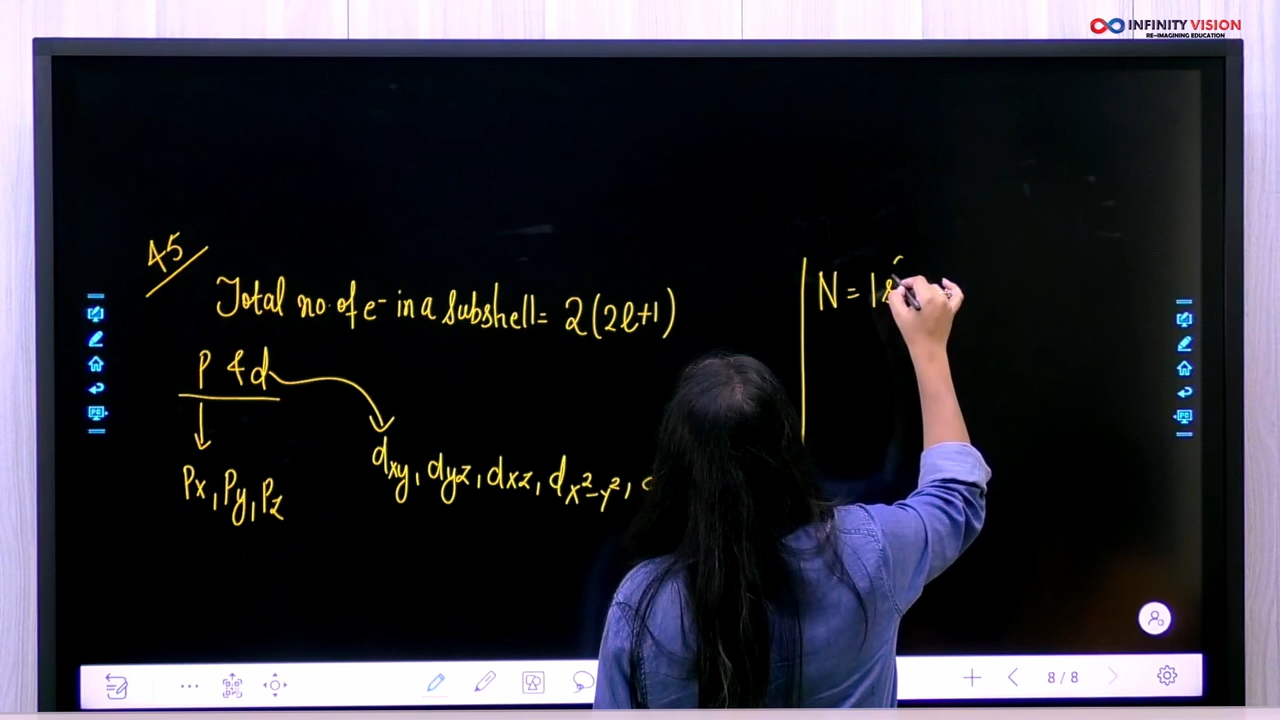 INFINITY VISION
RE-IMAGINING EDUCATION
45
Total no. of e⁻ in a Subshell = 2(2l+1)
N = 1s
p & d
Px, Py, Pz
dxy, dyz, dxz, dx²-y²,
8 / 8